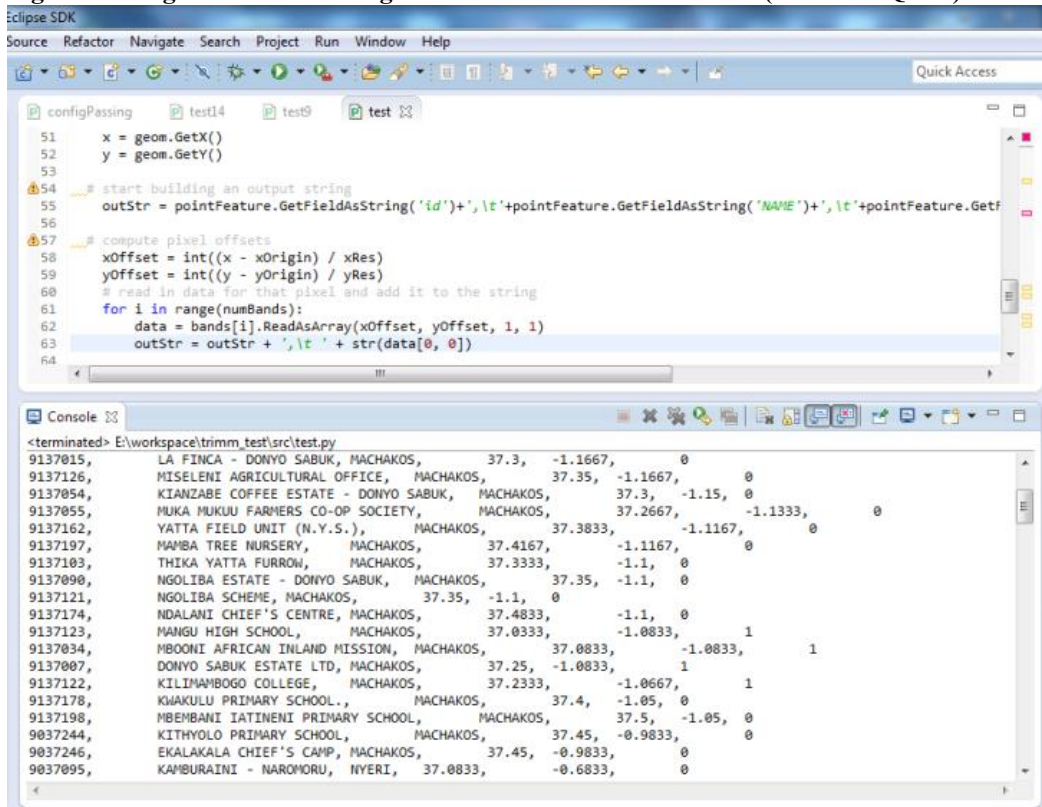 Eclipse SDK
Source Refactor Navigate Search Project Run Window Help
Quick Access
configPassing test14 test9 test
51 x = geom.GetX()
52 y = geom.GetY()
53
54 # start building an output string
55 outStr = pointFeature.GetFieldAsString('id')+',\t'+pointFeature.GetFieldAsString('NAME')+',\t'+pointFeature.GetF
56
57 # compute pixel offsets
58 xOffset = int((x - xOrigin) / xRes)
59 yOffset = int((y - yOrigin) / yRes)
60 # read in data for that pixel and add it to the string
61 for i in range(numBands):
62 data = bands[i].ReadAsArray(xOffset, yOffset, 1, 1)
63 outStr = outStr + ',\t ' + str(data[0, 0])
64
Console
<terminated> E:\workspace\trimm_test\src\test.py
9137015, LA FINCA - DONYO SABUK, MACHAKOS, 37.3, -1.1667, 0
9137126, MISELENI AGRICULTURAL OFFICE, MACHAKOS, 37.35, -1.1667, 0
9137054, KIANZABE COFFEE ESTATE - DONYO SABUK, MACHAKOS, 37.3, -1.15, 0
9137055, MUKA MUKUU FARMERS CO-OP SOCIETY, MACHAKOS, 37.2667, -1.1333, 0
9137162, YATTA FIELD UNIT (N.Y.S.), MACHAKOS, 37.3833, -1.1167, 0
9137197, MAMBA TREE NURSERY, MACHAKOS, 37.4167, -1.1167, 0
9137103, THIKA YATTA FURROW, MACHAKOS, 37.3333, -1.1, 0
9137090, NGOLIBA ESTATE - DONYO SABUK, MACHAKOS, 37.35, -1.1, 0
9137121, NGOLIBA SCHEME, MACHAKOS, 37.35, -1.1, 0
9137174, NDALANI CHIEF'S CENTRE, MACHAKOS, 37.4833, -1.1, 0
9137123, MANGU HIGH SCHOOL, MACHAKOS, 37.0333, -1.0833, 1
9137034, MBOONI AFRICAN INLAND MISSION, MACHAKOS, 37.0833, -1.0833, 1
9137007, DONYO SABUK ESTATE LTD, MACHAKOS, 37.25, -1.0833, 1
9137122, KILIMAMBOGO COLLEGE, MACHAKOS, 37.2333, -1.0667, 1
9137178, KWAKULU PRIMARY SCHOOL., MACHAKOS, 37.4, -1.05, 0
9137198, MBEMBANI IATINENI PRIMARY SCHOOL, MACHAKOS, 37.5, -1.05, 0
9037244, KITHYOLO PRIMARY SCHOOL, MACHAKOS, 37.45, -0.9833, 0
9037246, EKALAKALA CHIEF'S CAMP, MACHAKOS, 37.45, -0.9833, 0
9037095, KAMBURAINI - NAROMORU, NYERI, 37.0833, -0.6833, 0